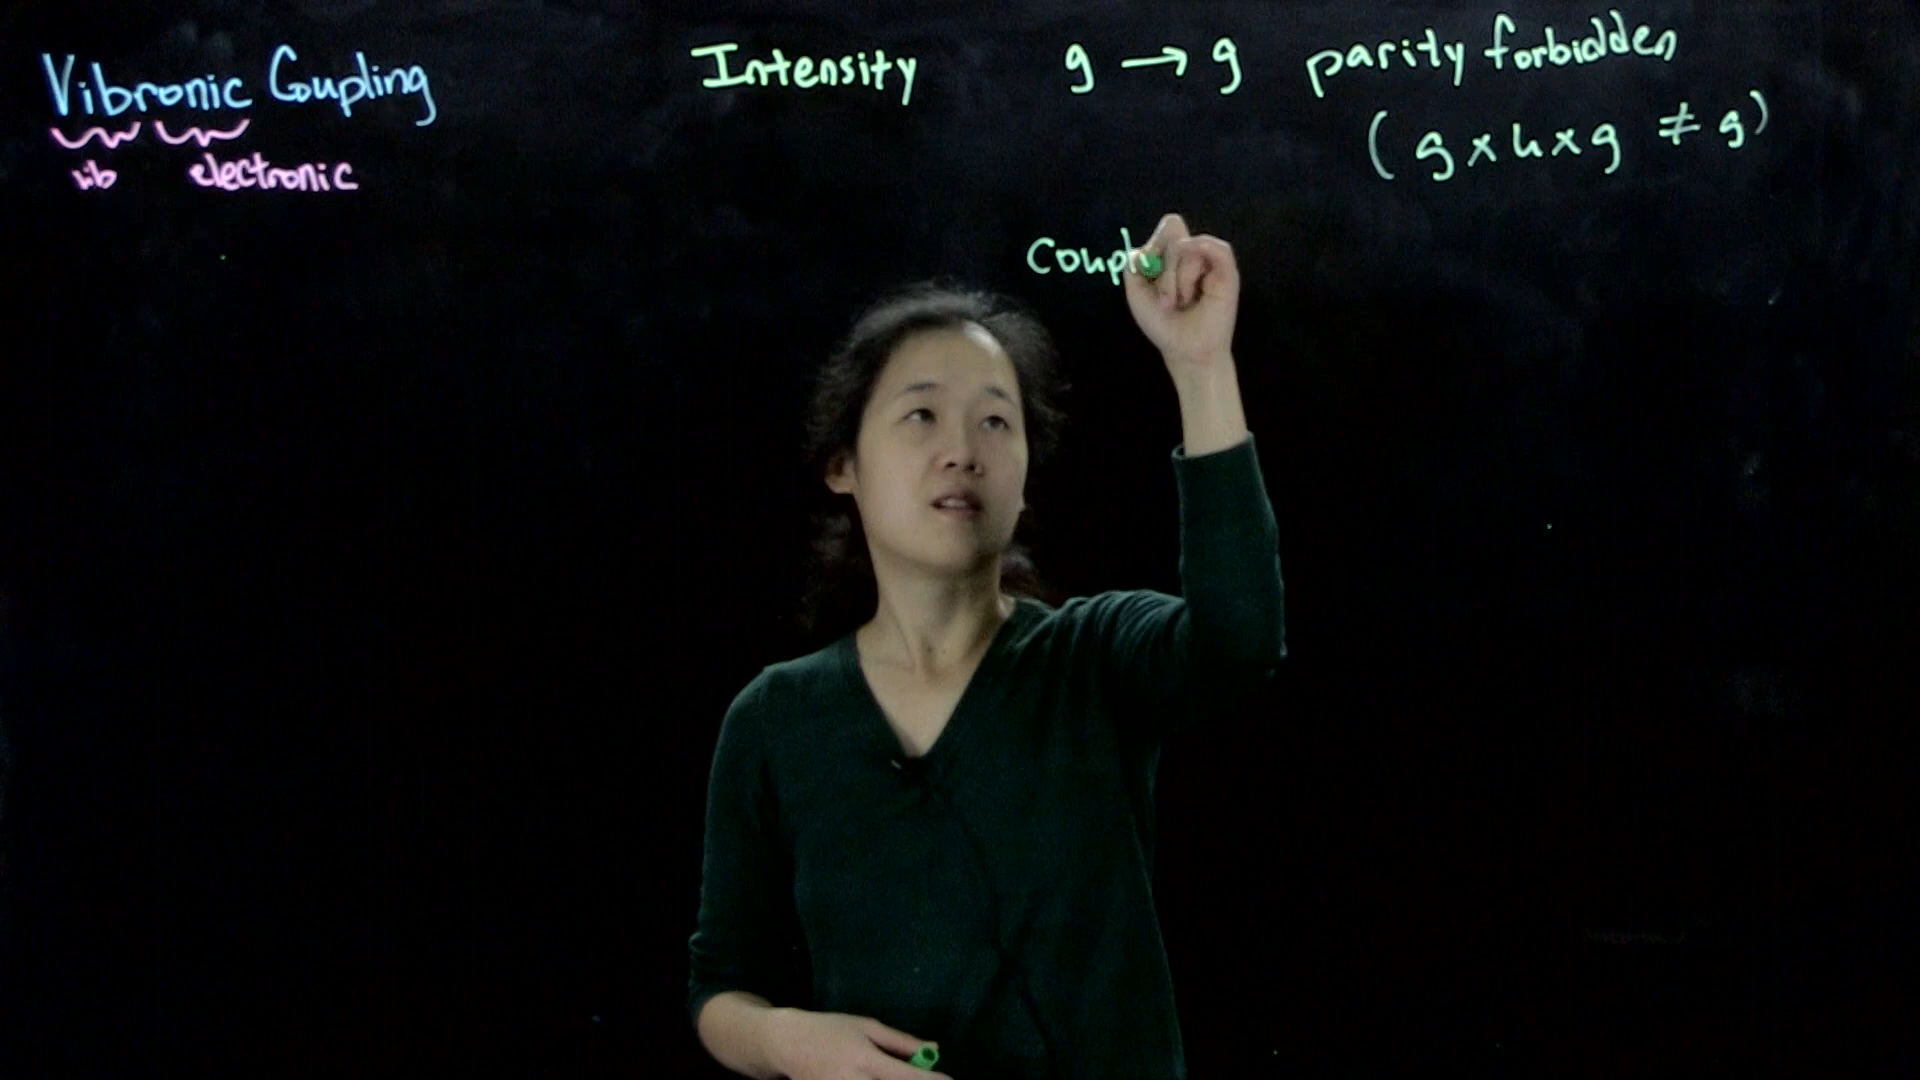 Vibronic Coupling
vib electronic
Intensity g → g parity forbidden
(g × u × g ≠ g)
Coupl